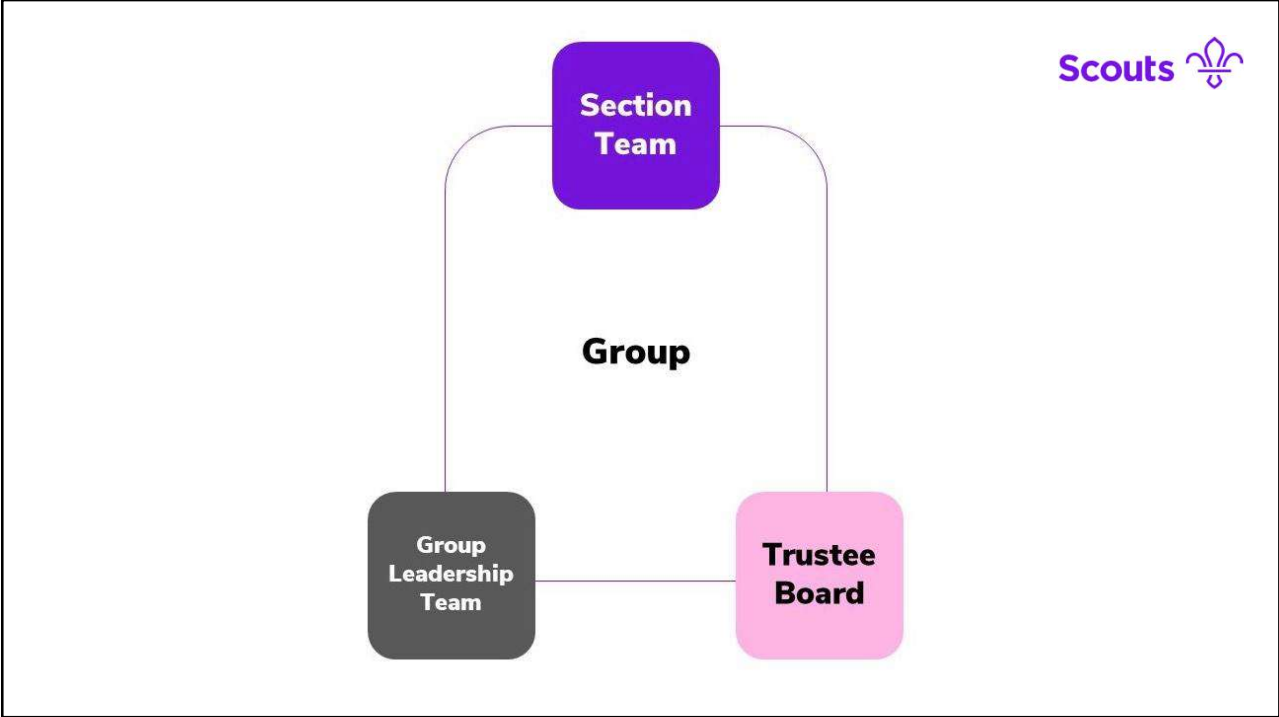 Scouts
Section
Team
Group
Group
Leadership
Team
Trustee
Board